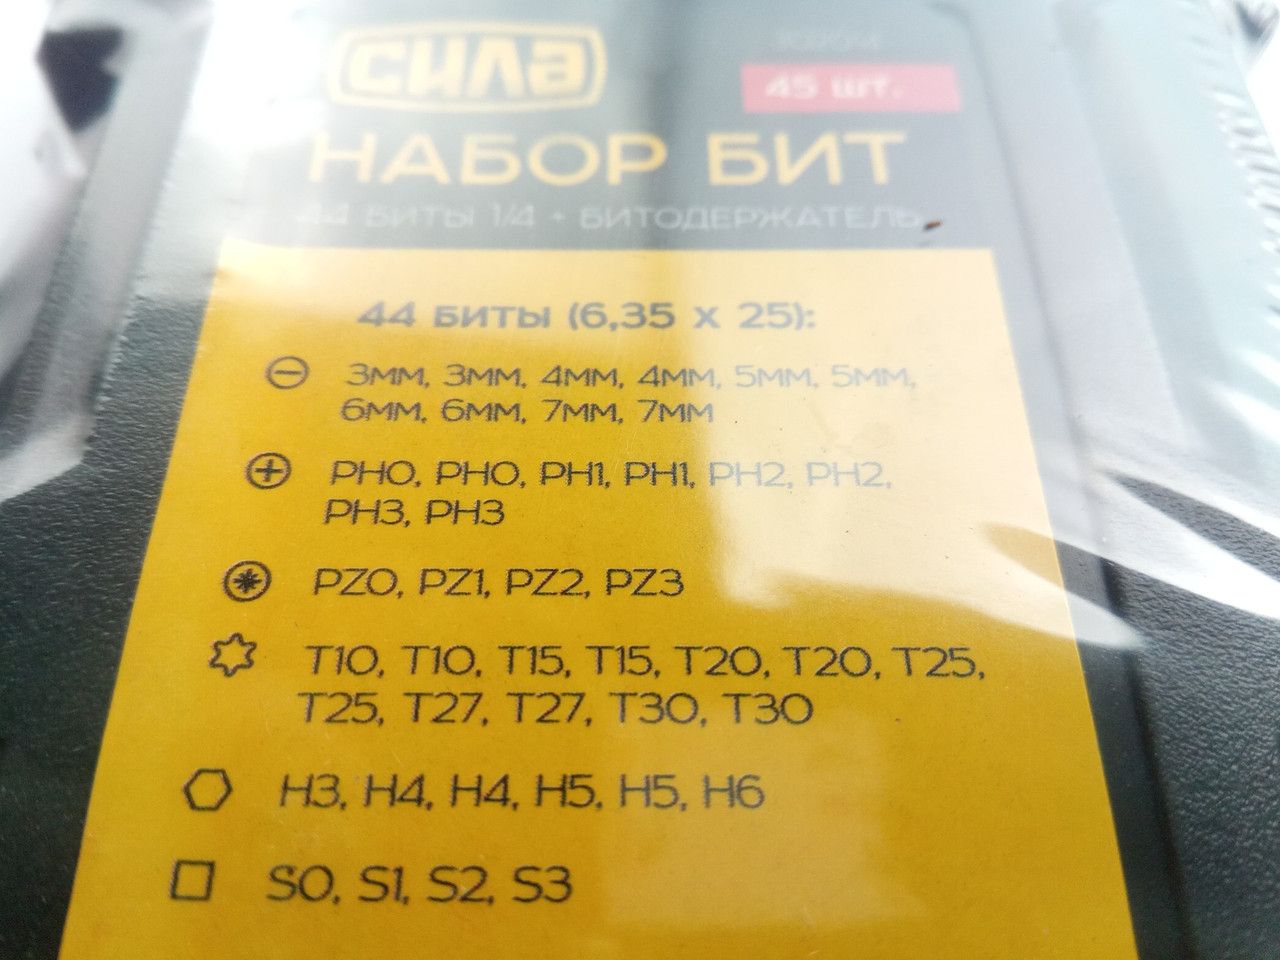 СИЛА
45 ШТ.
НАБОР БИТ
44 БИТЫ 1/4 + БИТОДЕРЖАТЕЛЬ
44 БИТЫ (6,35 х 25):
3ММ, 3ММ, 4ММ, 4ММ, 5ММ, 5ММ,
6ММ, 6ММ, 7ММ, 7ММ
PH0, PH0, PH1, PH1, PH2, PH2,
PH3, PH3
PZ0, PZ1, PZ2, PZ3
T10, T10, T15, T15, T20, T20, T25,
T25, T27, T27, T30, T30
H3, H4, H4, H5, H5, H6
S0, S1, S2, S3